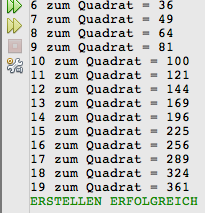 6 zum Quadrat = 36
7 zum Quadrat = 49
8 zum Quadrat = 64
9 zum Quadrat = 81
10 zum Quadrat = 100
11 zum Quadrat = 121
12 zum Quadrat = 144
13 zum Quadrat = 169
14 zum Quadrat = 196
15 zum Quadrat = 225
16 zum Quadrat = 256
17 zum Quadrat = 289
18 zum Quadrat = 324
19 zum Quadrat = 361
ERSTELLEN ERFOLGREICH